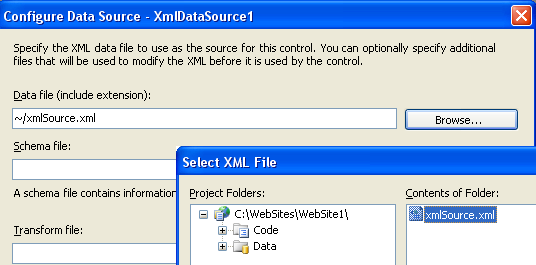 Configure Data Source - XmlDataSource1
Specify the XML data file to use as the source for this control. You can optionally specify additional
files that will be used to modify the XML before it is used by the control.
Data file (include extension):
~/xmlSource.xml
Browse...
Schema file:
Select XML File
A schema file contains information
Project Folders:
Contents of Folder:
C:\WebSites\WebSite1\
xmlSource.xml
Code
Transform file:
Data